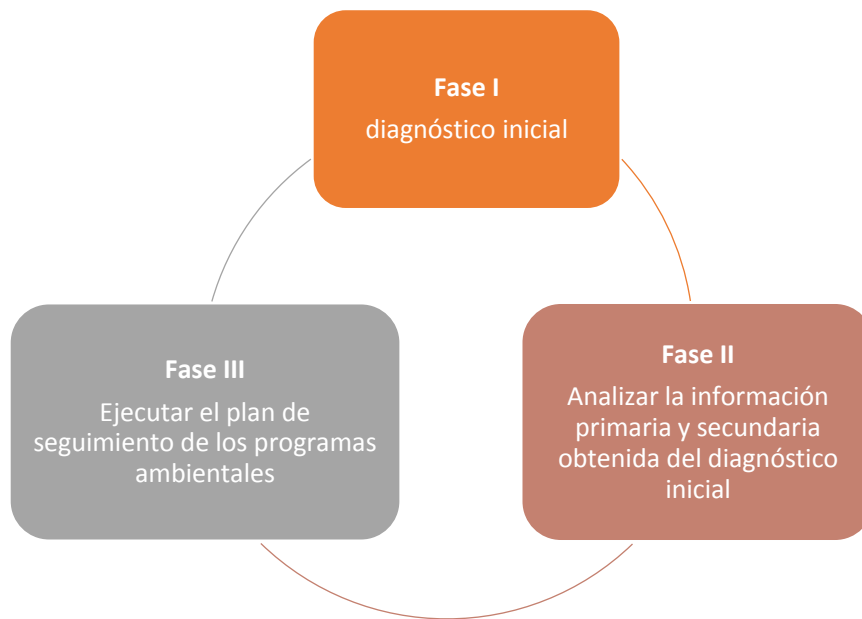 Fase I
diagnóstico inicial
Fase II
Analizar la información
primaria y secundaria
obtenida del diagnóstico
inicial
Fase III
Ejecutar el plan de
seguimiento de los programas
ambientales